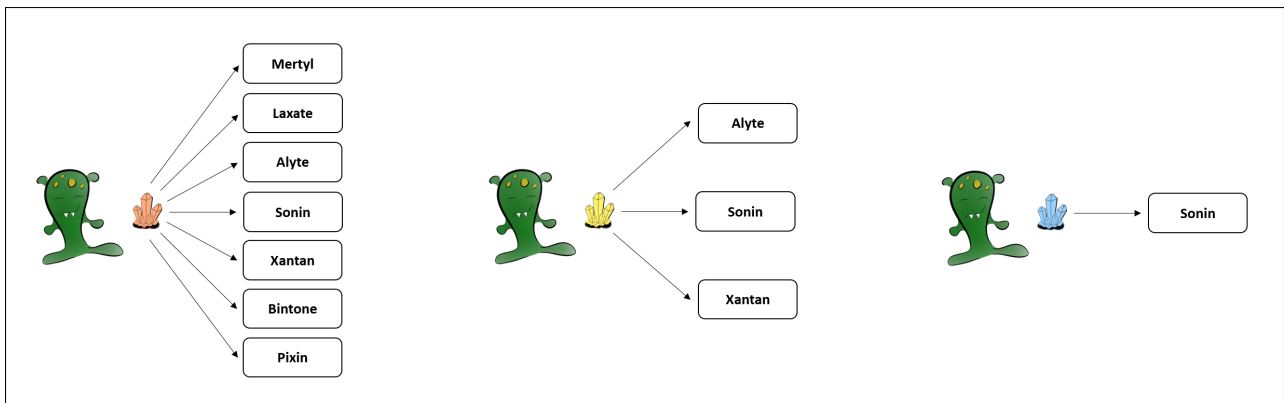 Mertyl
Laxate
Alyte
Sonin
Xantan
Bintone
Pixin
Alyte
Sonin
Xantan
Sonin